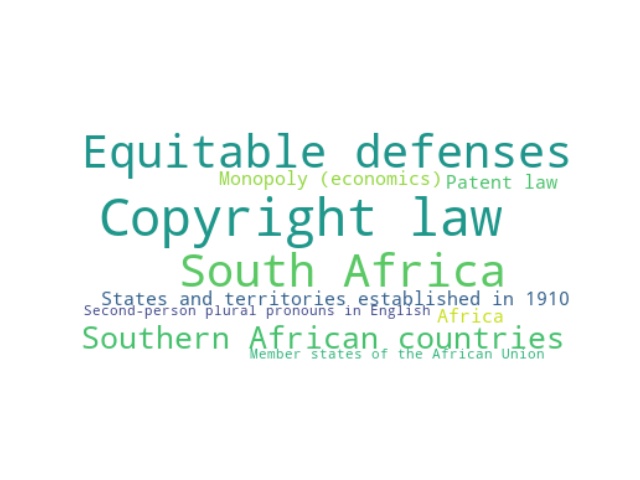 Equitable defenses
Monopoly (economics) Patent law
Copyright law
South Africa
States and territories established in 1910
Second-person plural pronouns in English Africa
Southern African countries
Member states of the African Union